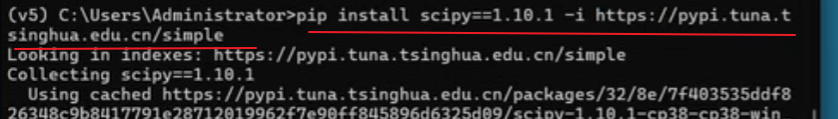 (v5) C:\Users\Administrator>pip install scipy==1.10.1 -i https://pypi.tuna.t
singhua.edu.cn/simple
Looking in indexes: https://pypi.tuna.tsinghua.edu.cn/simple
Collecting scipy==1.10.1
  Using cached https://pypi.tuna.tsinghua.edu.cn/packages/32/8e/7f403535ddf8
26348c9b8417791e28712019962f7e90ff845896d6325d09/scipy-1.10.1-cp38-cp38-win